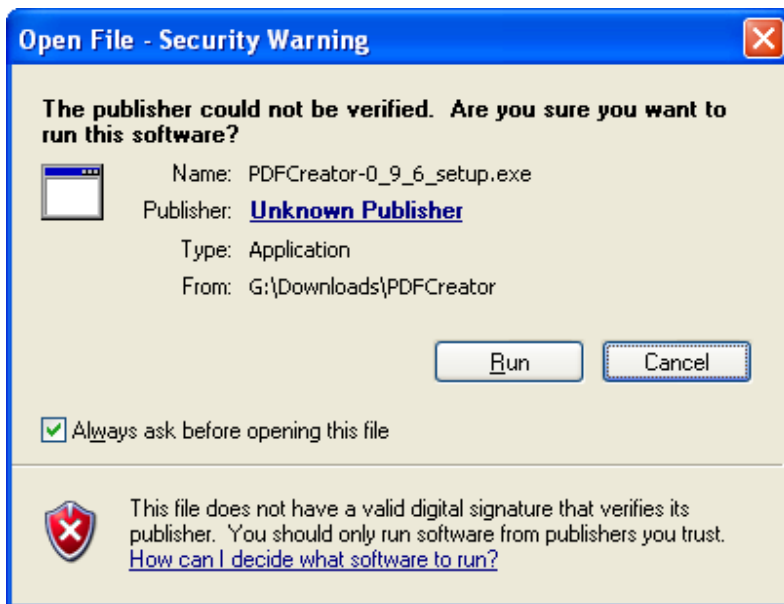 Open File - Security Warning
The publisher could not be verified.  Are you sure you want to
run this software?
Name: PDFCreator-0_9_6_setup.exe
Publisher: Unknown Publisher
Type: Application
From: G:\Downloads\PDFCreator
Run Cancel
Always ask before opening this file
This file does not have a valid digital signature that verifies its
publisher.  You should only run software from publishers you trust.
How can I decide what software to run?